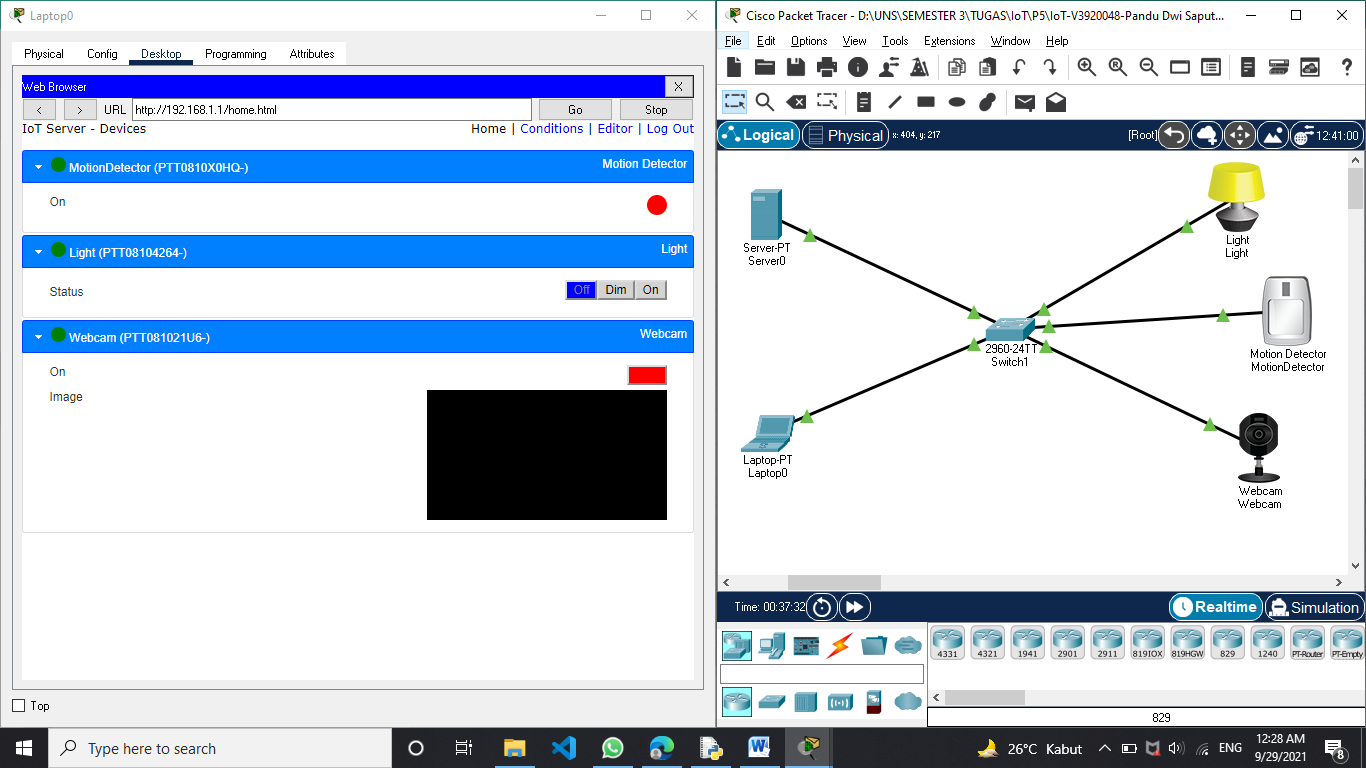 Laptop0
Physical Config Desktop Programming Attributes
Web Browser X
< > URL http://192.168.1.1/home.html Go Stop
IoT Server - Devices Home | Conditions | Editor | Log Out
MotionDetector (PTT0810X0HQ-) Motion Detector
On
Light (PTT08104264-) Light
Status Off Dim On
Webcam (PTT081021U6-) Webcam
On
Image
Top
Cisco Packet Tracer - D:\UNS\SEMESTER 3\TUGAS\IoT\P5\IoT-V3920048-Pandu Dwi Saput...
File Edit Options View Tools Extensions Window Help
Logical Physical x: 404, y: 217 [Root] 12:41:00
Server-PT
Server0
Light
Light
2960-24TT
Switch1
Motion Detector
MotionDetector
Laptop-PT
Laptop0
Webcam
Webcam
Time: 00:37:32 Realtime Simulation
4331 4321 1941 2901 2911 819IOX 819HGW 829 1240 PT-Router PT-Empty
829
Type here to search
26°C Kabut ENG 12:28 AM
9/29/2021
8